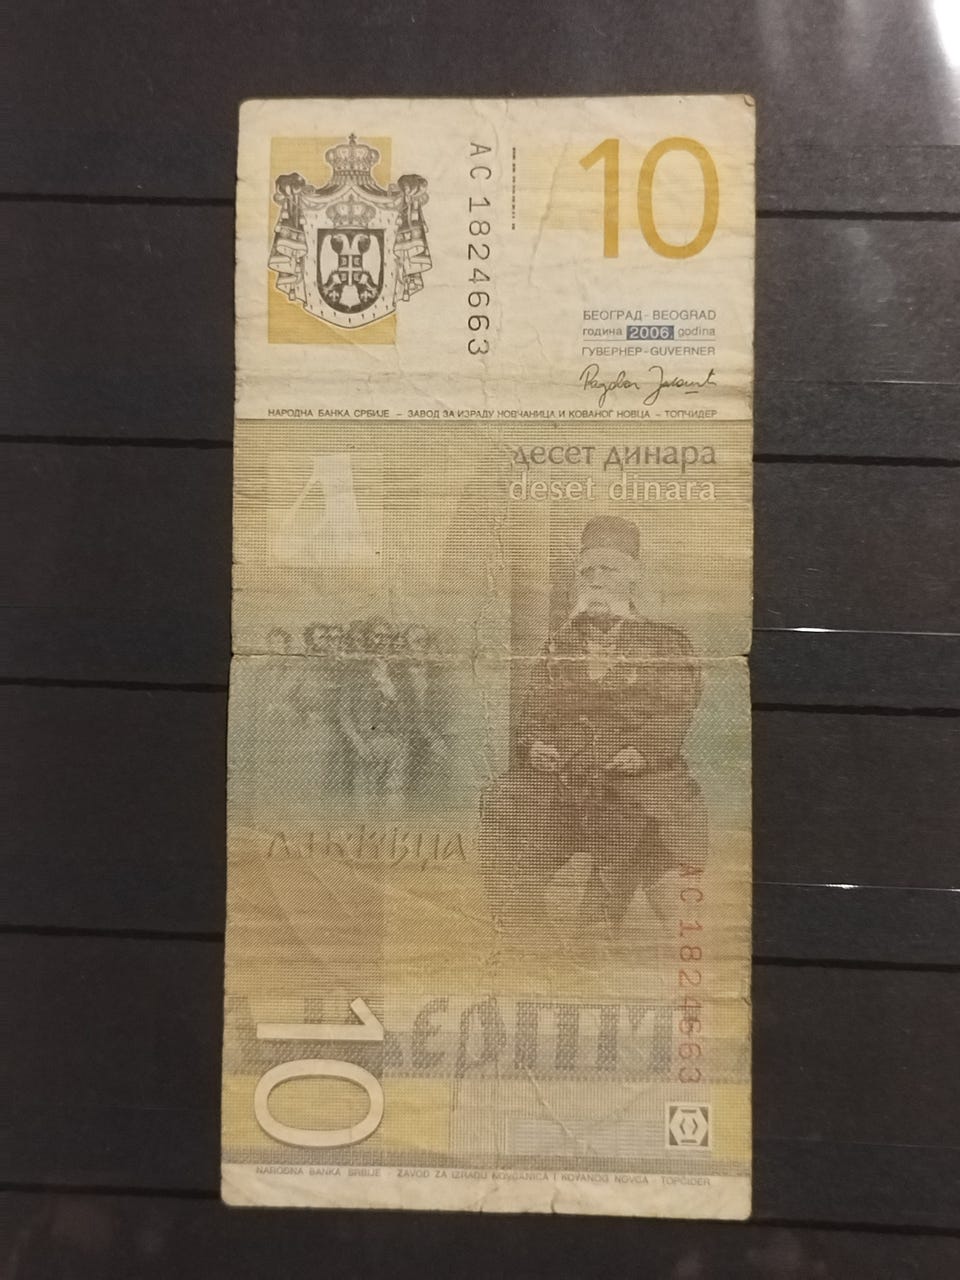 10
AC 1824663
БЕОГРАД - BEOGRAD
година 2006. godina
ГУВЕРНЕР - GUVERNER
НАРОДНА БАНКА СРБИЈЕ – ЗАВОД ЗА ИЗРАДУ НОВЧАНИЦА И КОВАНОГ НОВЦА – ТОПЧИДЕР
десет динара
deset dinara
AC 1824663
10
NARODNA BANKA SRBIJE - ZAVOD ZA IZRADU NOVČANICA I KOVANOG NOVCA - TOPČIDER